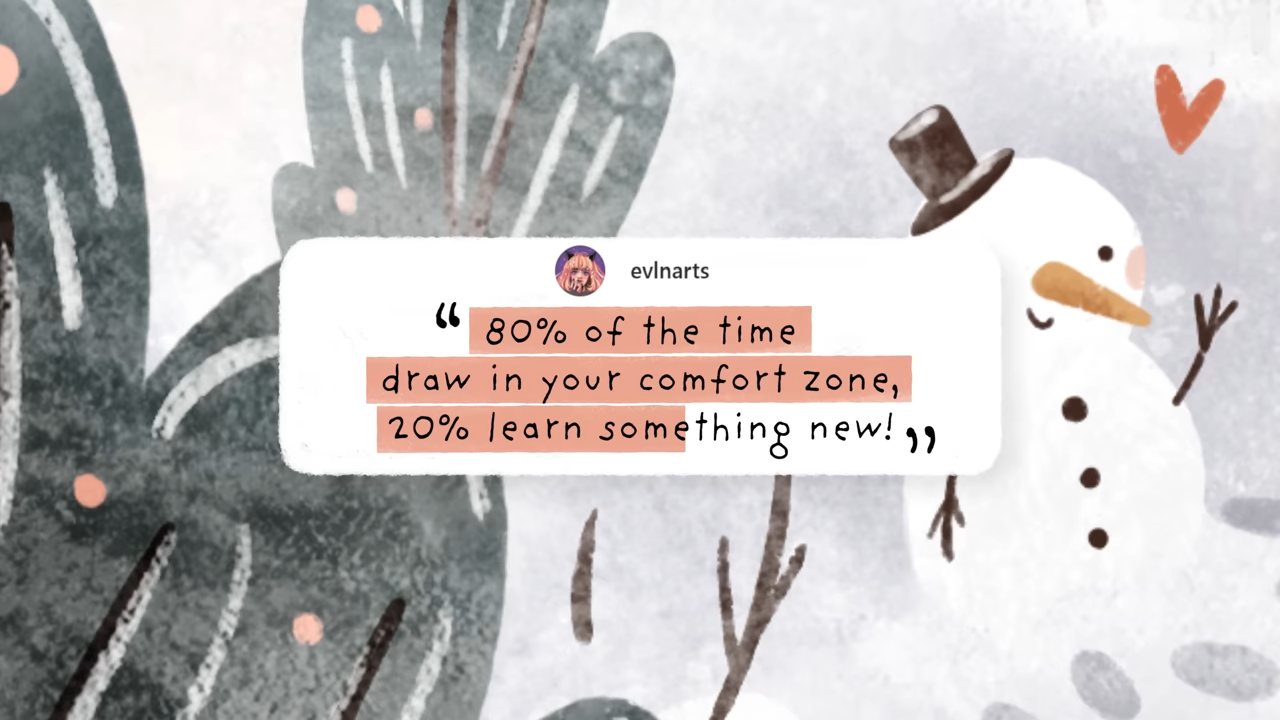 evlnarts
“ 80% of the time
draw in your comfort zone,
20% learn something new! ”